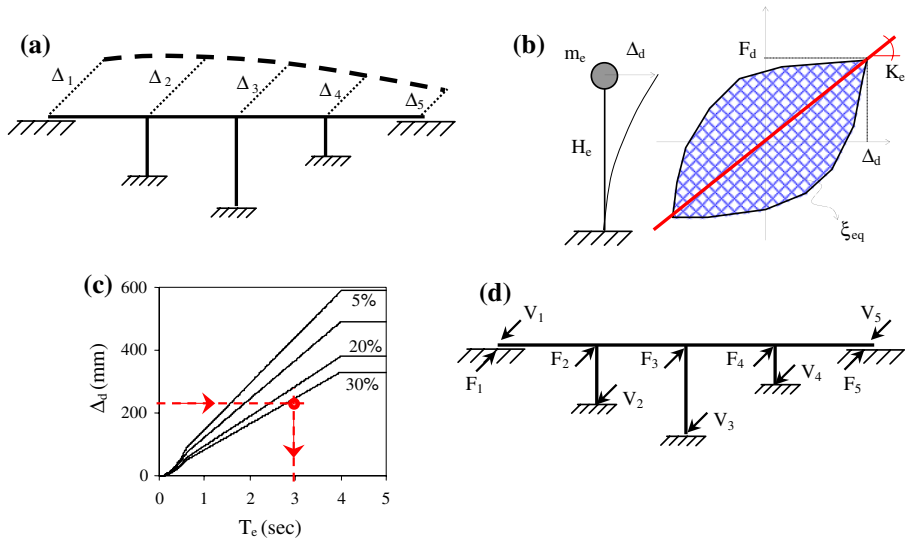 (a)
Δ1
Δ2
Δ3
Δ4
Δ5
(b)
me
Δd
He
Fd
Ke
Δd
ξeq
(c)
600
400
200
0
Δd (mm)
5%
20%
30%
0 1 2 3 4 5
Te (sec)
(d)
V1
V5
F1
F2
F3
F4
F5
V2
V3
V4